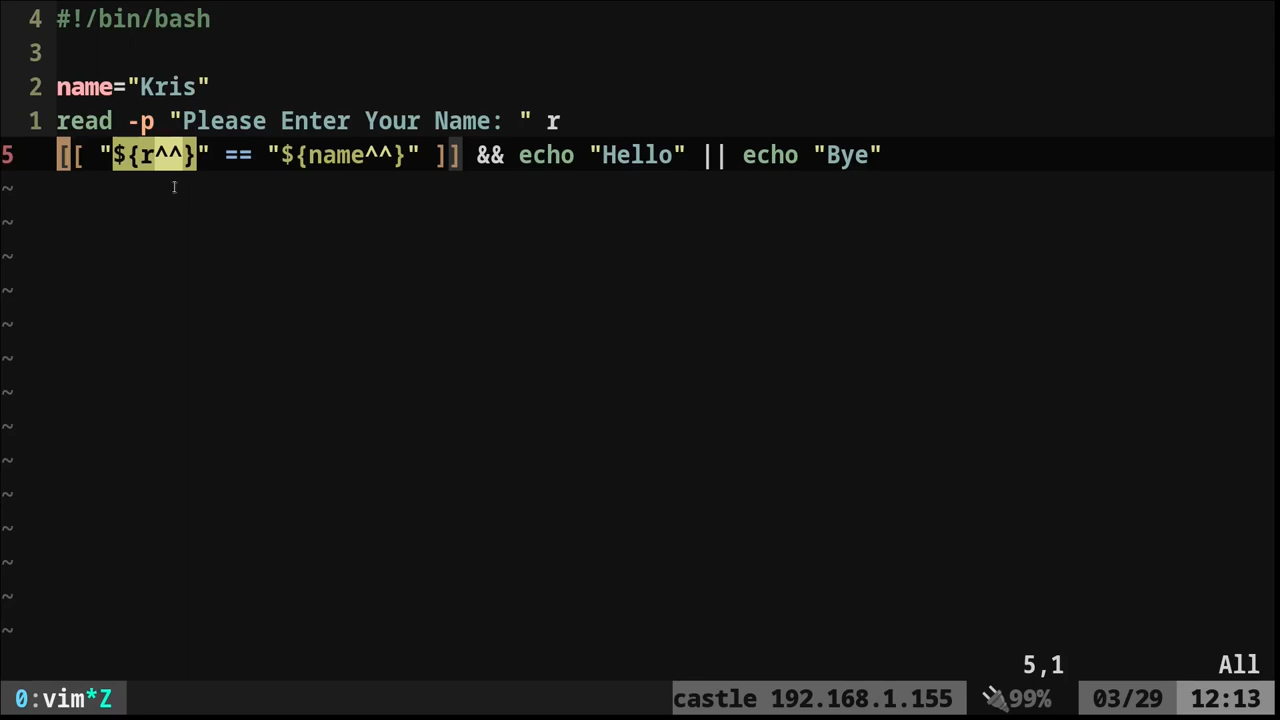 4 #!/bin/bash
3
2 name="Kris"
1 read -p "Please Enter Your Name: " r
5 [[ "${r^^}" == "${name^^}" ]] && echo "Hello" || echo "Bye"
~
~
~
~
~
~
~
~
~
~
~
~
~
~
5,1 All
0:vim*Z castle 192.168.1.155 99% 03/29 12:13